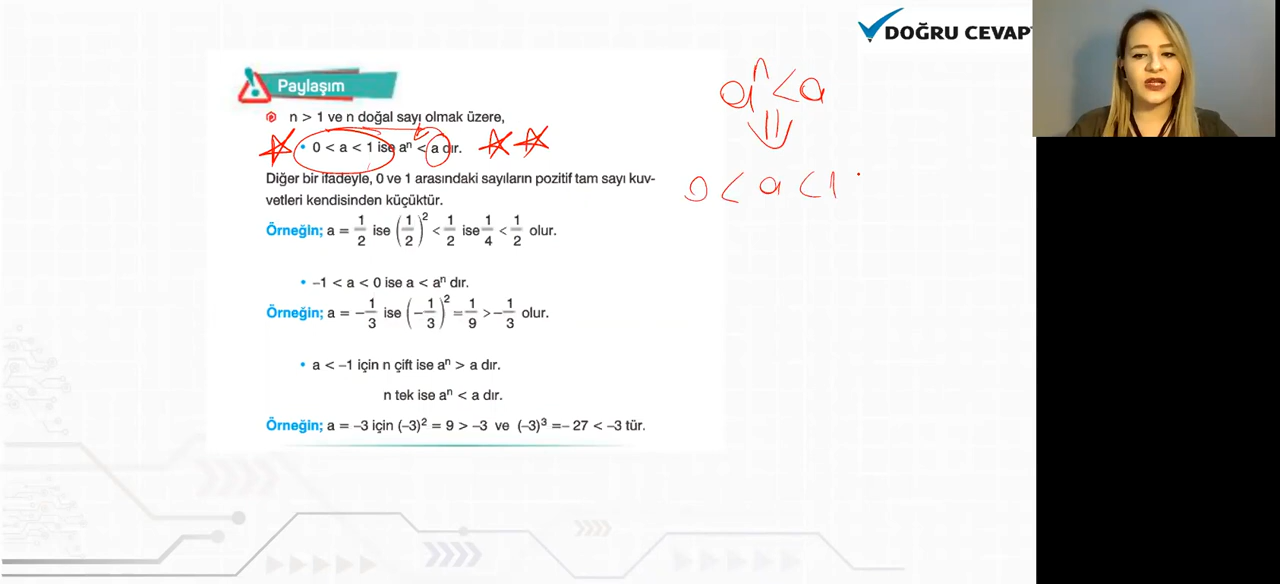 DOĞRU CEVAP
Paylaşım
n > 1 ve n doğal sayı olmak üzere,
• 0 < a < 1 ise aⁿ < a dır.
Diğer bir ifadeyle, 0 ve 1 arasındaki sayıların pozitif tam sayı kuv-
vetleri kendisinden küçüktür.
Örneğin; a = 1/2 ise (1/2)² < 1/2 ise 1/4 < 1/2 olur.
• –1 < a < 0 ise a < aⁿ dır.
Örneğin; a = –1/3 ise (–1/3)² = 1/9 > –1/3 olur.
• a < –1 için n çift ise aⁿ > a dır.
n tek ise aⁿ < a dır.
Örneğin; a = –3 için (–3)² = 9 > –3 ve (–3)³ = – 27 < –3 tür.
aⁿ < a
⇓
0 < a < 1